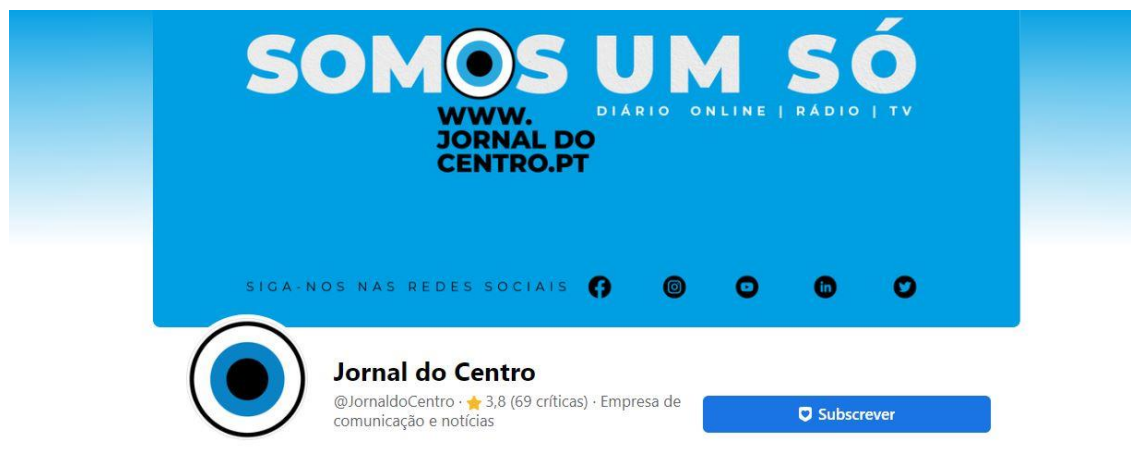 SOMOS UM SÓ
DIÁRIO ONLINE | RÁDIO | TV
WWW.
JORNAL DO
CENTRO.PT
SIGA-NOS NAS REDES SOCIAIS
Jornal do Centro
@JornaldoCentro · 3,8 (69 críticas) · Empresa de
comunicação e notícias
Subscrever